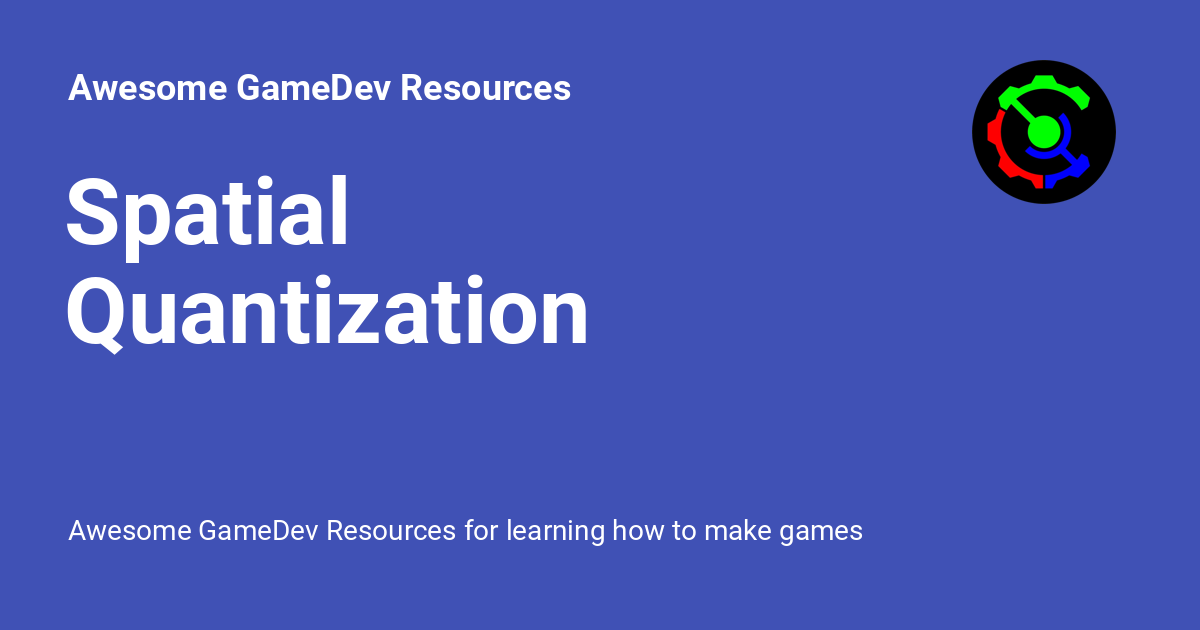 Awesome GameDev Resources
Spatial
Quantization
Awesome GameDev Resources for learning how to make games